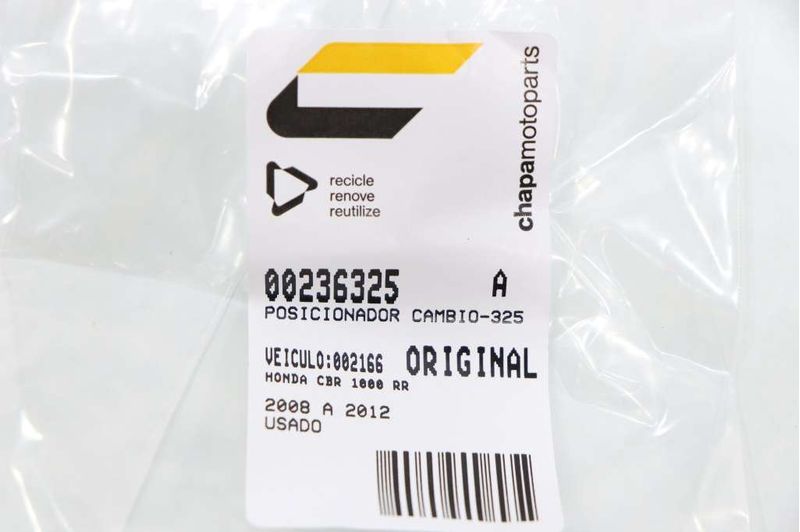 chapamotoparts
recicle
renove
reutilize
00236325 A
POSICIONADOR CAMBIO-325
VEICULO:002166 ORIGINAL
HONDA CBR 1000 RR
2008 A 2012
USADO